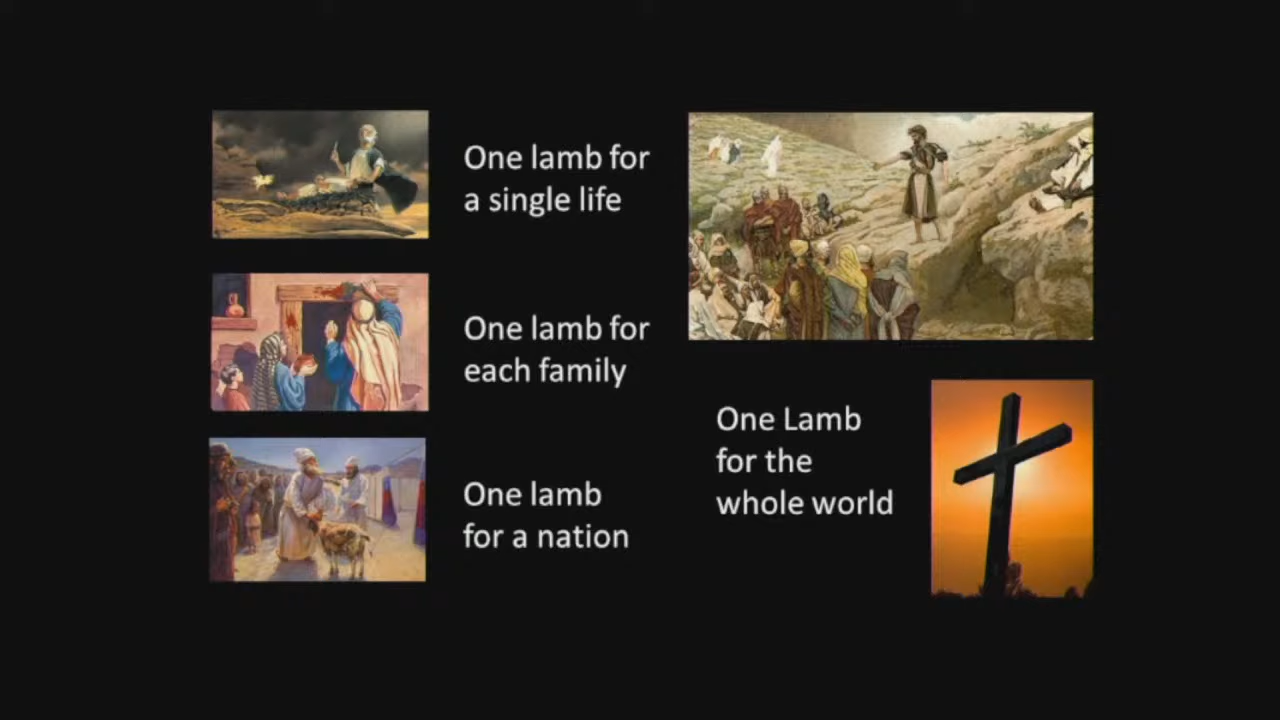 One lamb for
a single life
One lamb for
each family
One lamb
for a nation
One Lamb
for the
whole world